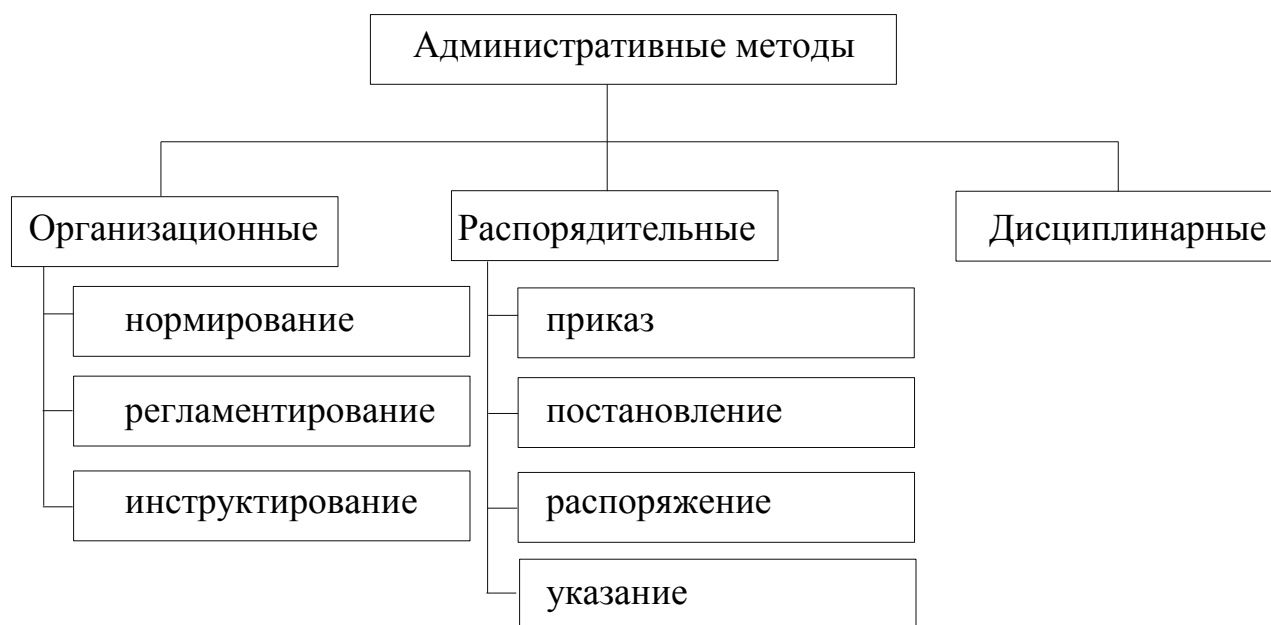 Административные методы
Организационные
Распорядительные
Дисциплинарные
нормирование
регламентирование
инструктирование
приказ
постановление
распоряжение
указание